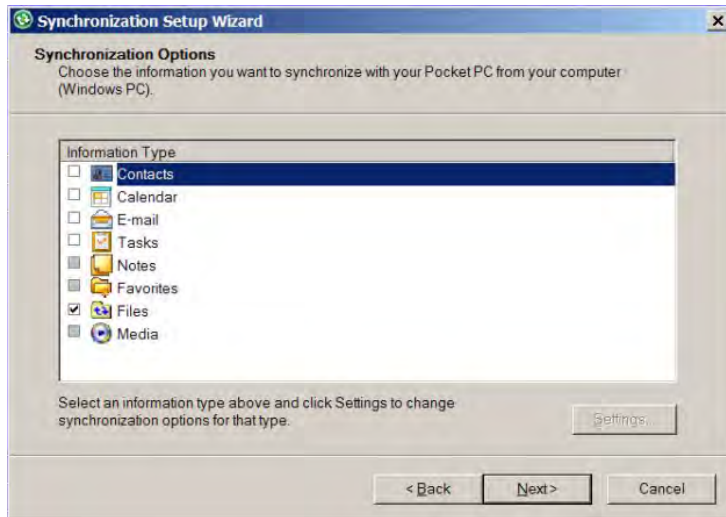 Synchronization Setup Wizard
Synchronization Options
Choose the information you want to synchronize with your Pocket PC from your computer
(Windows PC).
Information Type
Contacts
Calendar
E-mail
Tasks
Notes
Favorites
Files
Media
Select an information type above and click Settings to change
synchronization options for that type.
Settings...
< Back
Next>
Cancel